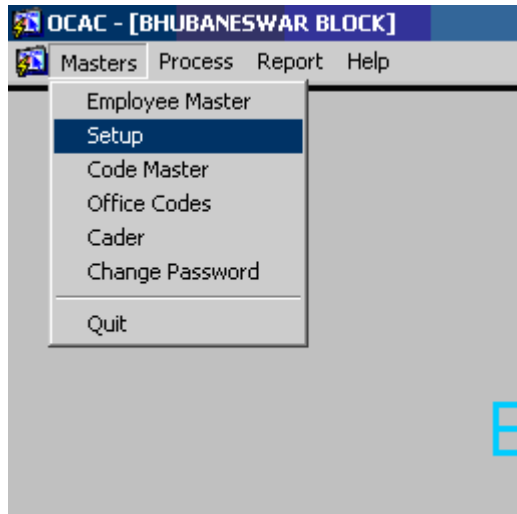 OCAC - [BHUBANESWAR BLOCK]
Masters Process Report Help
Employee Master
Setup
Code Master
Office Codes
Cader
Change Password
Quit